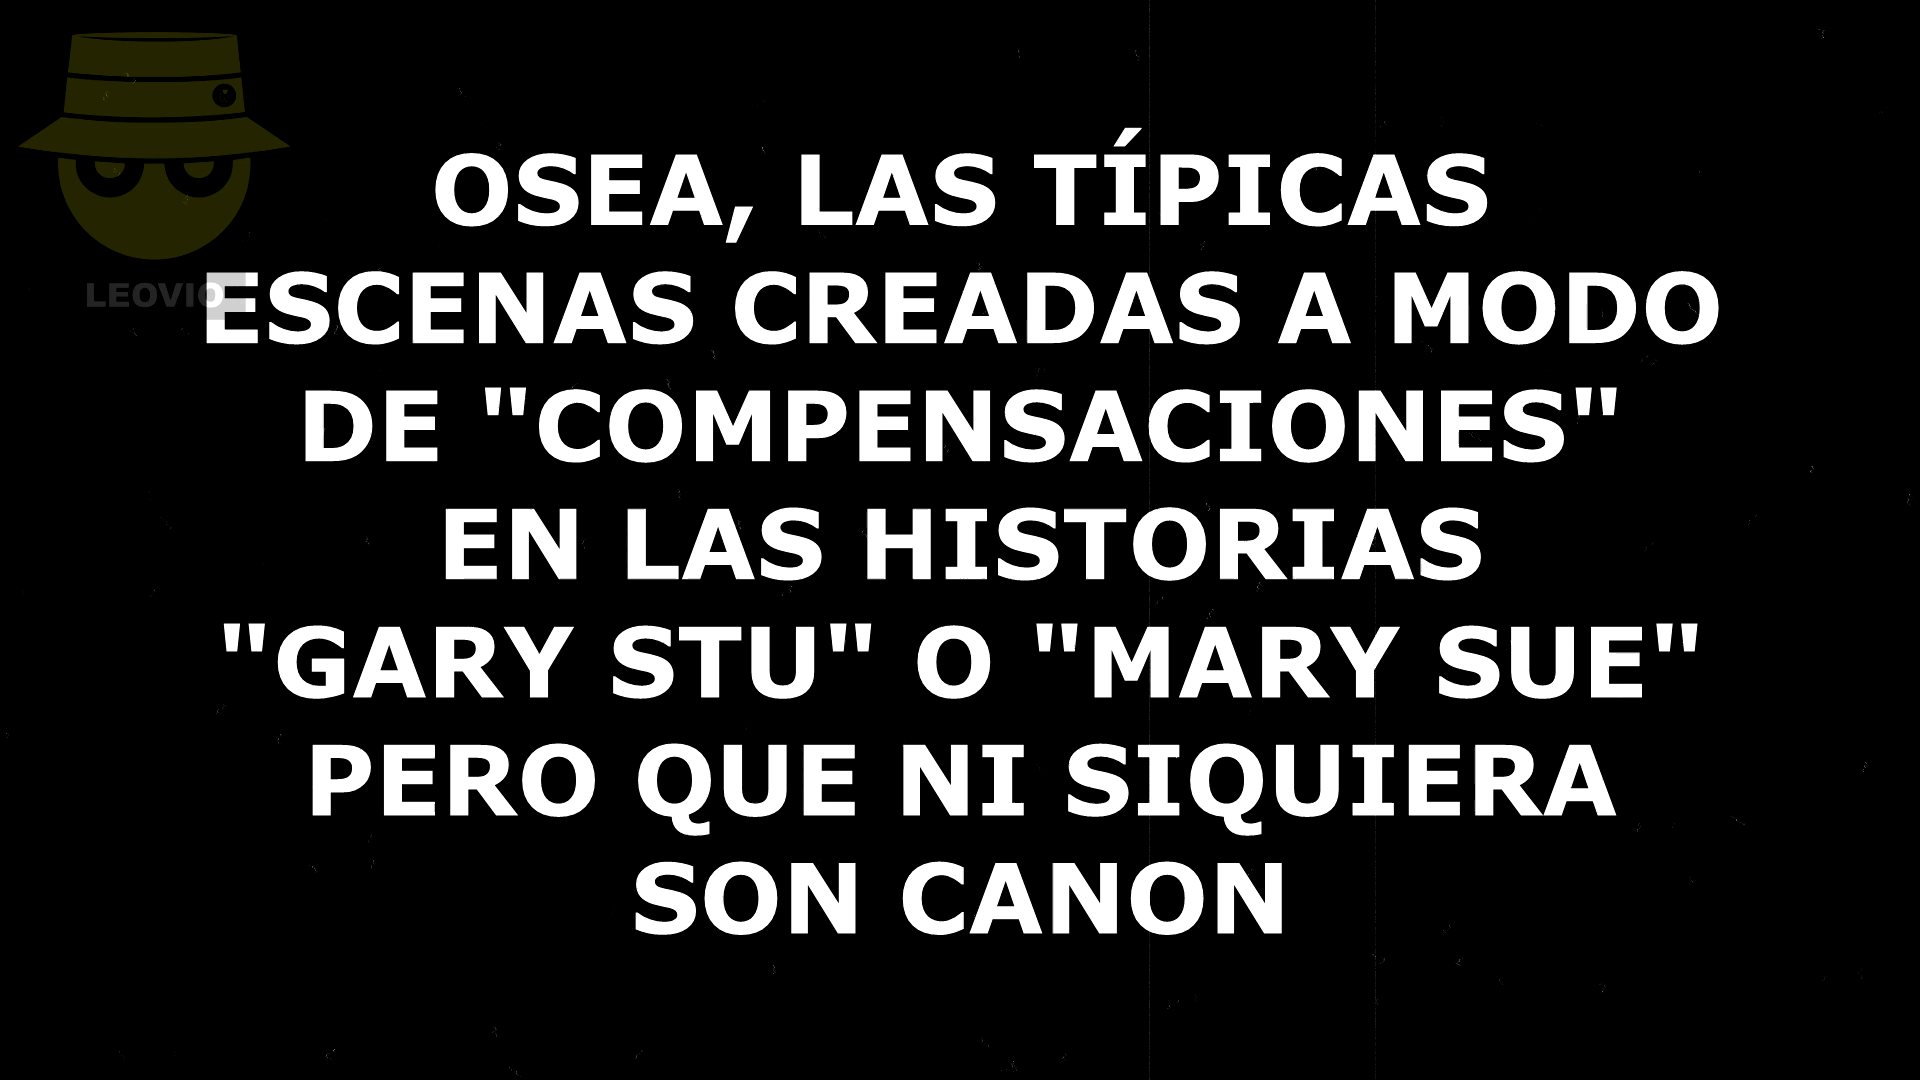 OSEA, LAS TÍPICAS
ESCENAS CREADAS A MODO
DE "COMPENSACIONES"
EN LAS HISTORIAS
"GARY STU" O "MARY SUE"
PERO QUE NI SIQUIERA
SON CANON